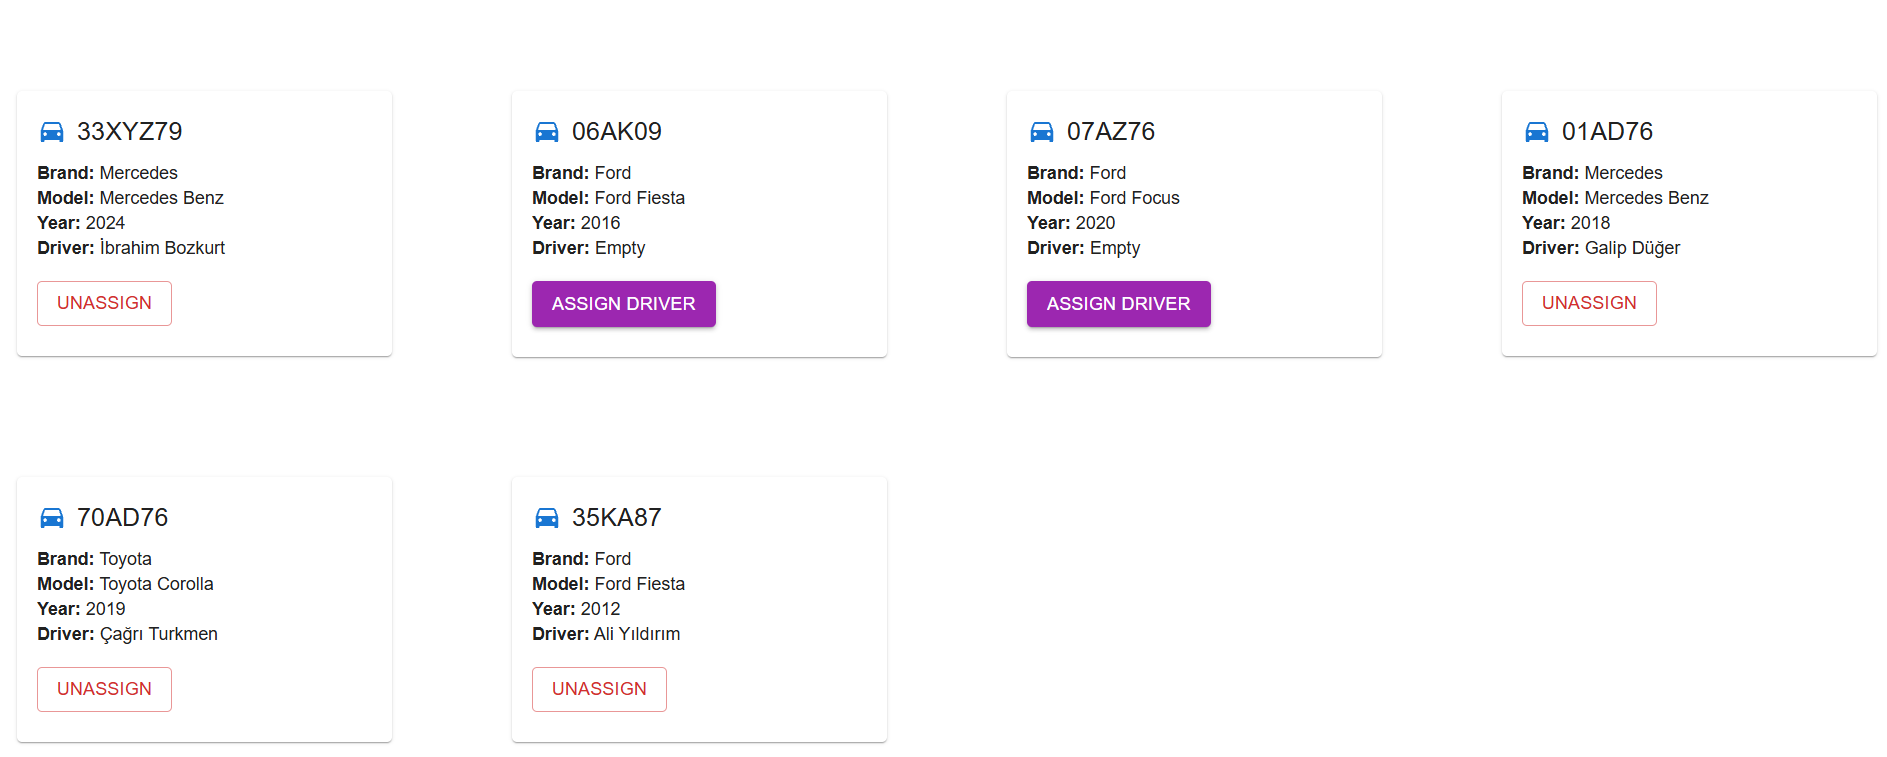 33XYZ79
Brand: Mercedes
Model: Mercedes Benz
Year: 2024
Driver: İbrahim Bozkurt
UNASSIGN
06AK09
Brand: Ford
Model: Ford Fiesta
Year: 2016
Driver: Empty
ASSIGN DRIVER
07AZ76
Brand: Ford
Model: Ford Focus
Year: 2020
Driver: Empty
ASSIGN DRIVER
01AD76
Brand: Mercedes
Model: Mercedes Benz
Year: 2018
Driver: Galip Düğer
UNASSIGN
70AD76
Brand: Toyota
Model: Toyota Corolla
Year: 2019
Driver: Çağrı Turkmen
UNASSIGN
35KA87
Brand: Ford
Model: Ford Fiesta
Year: 2012
Driver: Ali Yıldırım
UNASSIGN